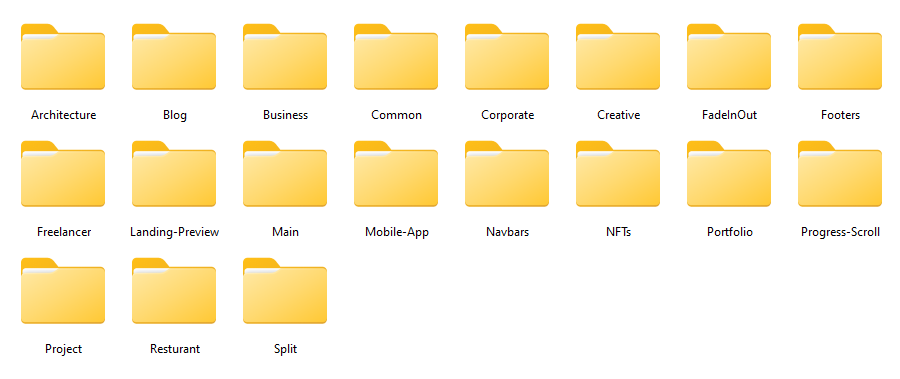 Architecture
Blog
Business
Common
Corporate
Creative
FadeInOut
Footers
Freelancer
Landing-Preview
Main
Mobile-App
Navbars
NFTs
Portfolio
Progress-Scroll
Project
Resturant
Split